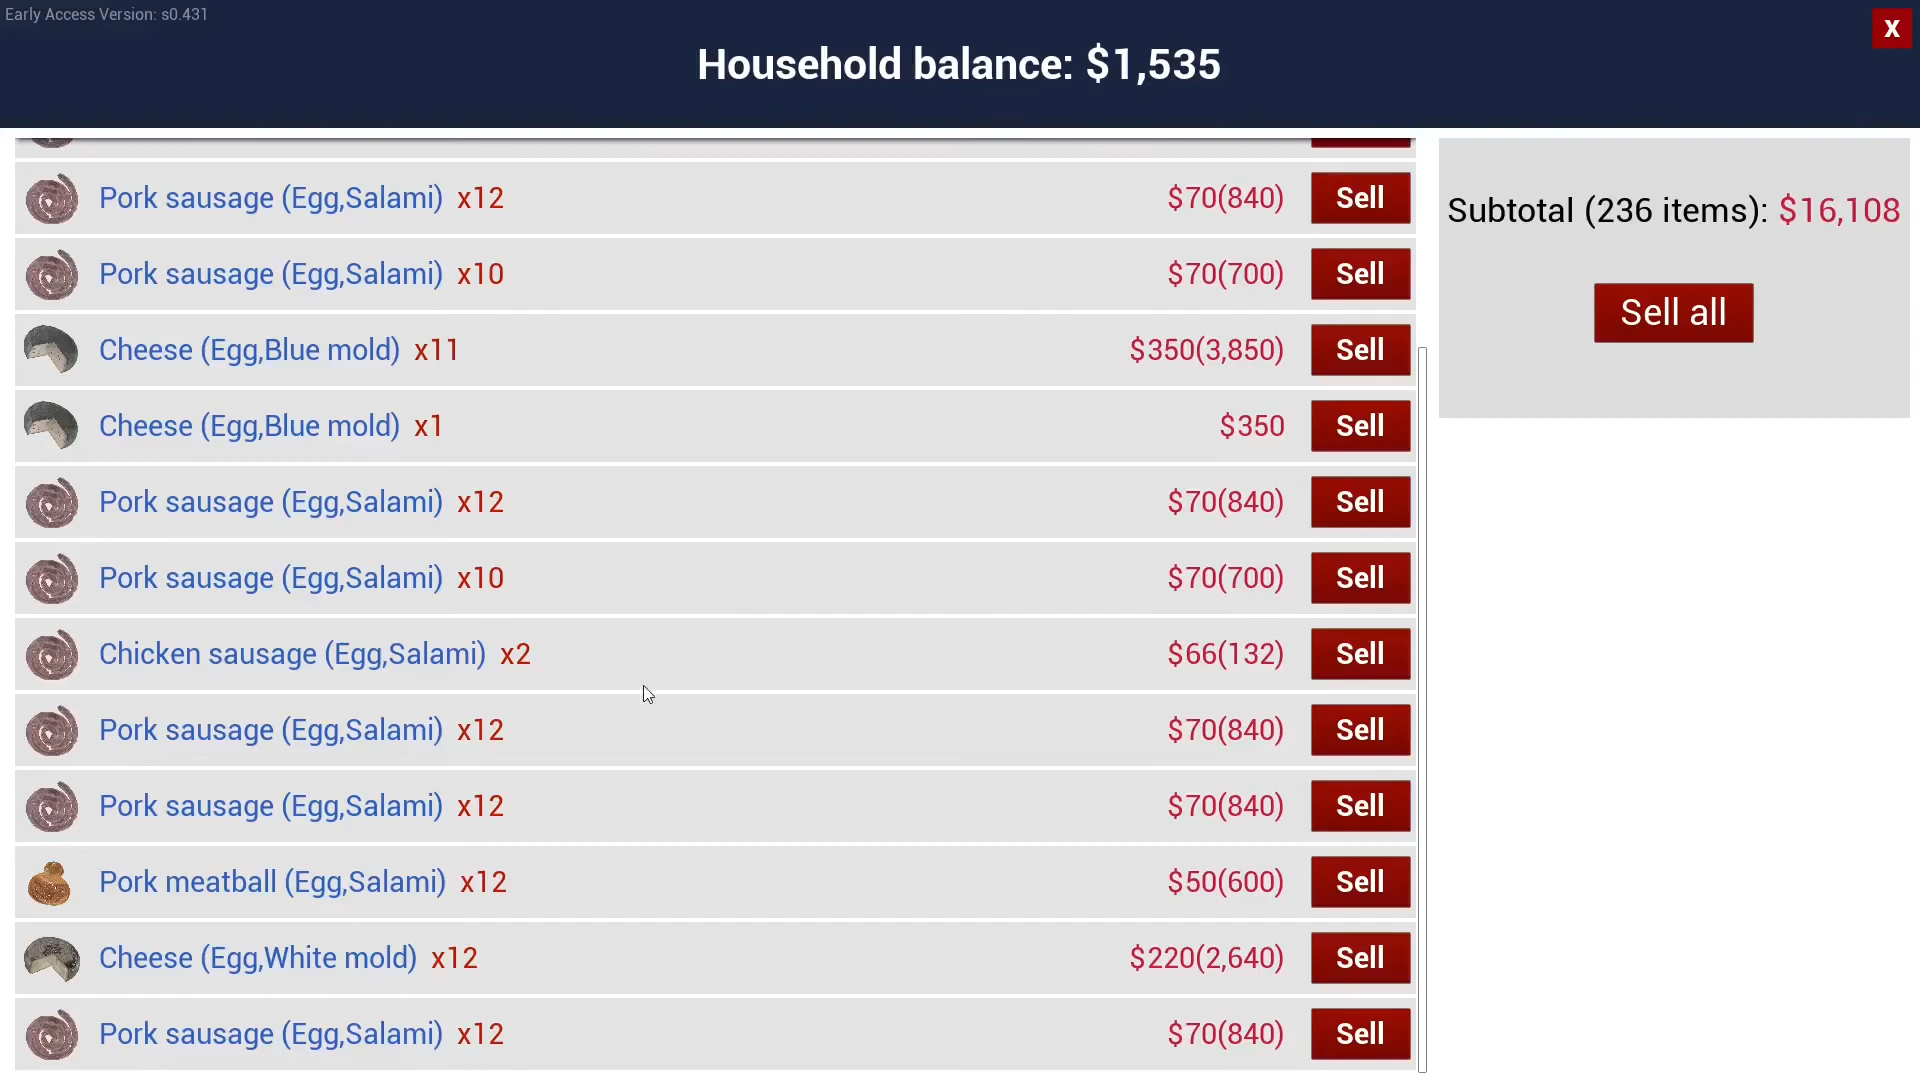 Early Access Version: s0.431
X
Household balance: $1,535
Pork sausage (Egg,Salami) x12 $70(840) Sell
Pork sausage (Egg,Salami) x10 $70(700) Sell
Cheese (Egg,Blue mold) x11 $350(3,850) Sell
Cheese (Egg,Blue mold) x1 $350 Sell
Pork sausage (Egg,Salami) x12 $70(840) Sell
Pork sausage (Egg,Salami) x10 $70(700) Sell
Chicken sausage (Egg,Salami) x2 $66(132) Sell
Pork sausage (Egg,Salami) x12 $70(840) Sell
Pork sausage (Egg,Salami) x12 $70(840) Sell
Pork meatball (Egg,Salami) x12 $50(600) Sell
Cheese (Egg,White mold) x12 $220(2,640) Sell
Pork sausage (Egg,Salami) x12 $70(840) Sell
Subtotal (236 items): $16,108
Sell all